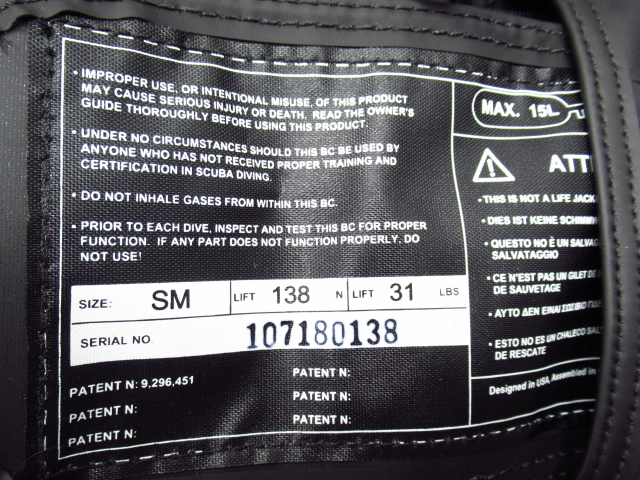 • IMPROPER USE, OR INTENTIONAL MISUSE, OF THIS PRODUCT
MAY CAUSE SERIOUS INJURY OR DEATH. READ THE OWNER'S
GUIDE THOROUGHLY BEFORE USING THIS PRODUCT.
• UNDER NO CIRCUMSTANCES SHOULD THIS BC BE USED BY
ANYONE WHO HAS NOT RECEIVED PROPER TRAINING AND
CERTIFICATION IN SCUBA DIVING.
• DO NOT INHALE GASES FROM WITHIN THIS BC.
• PRIOR TO EACH DIVE, INSPECT AND TEST THIS BC FOR PROPER
FUNCTION. IF ANY PART DOES NOT FUNCTION PROPERLY, DO
NOT USE!
SIZE: SM LIFT 138 N LIFT 31 LBS
SERIAL NO. 107180138
PATENT N: 9,296,451
PATENT N:
PATENT N:
PATENT N:
PATENT N:
PATENT N:
MAX. 15L
ATT
• THIS IS NOT A LIFE JACK
• DIES IST KEINE SCHIMMW
• QUESTO NO È UN SALVAG
SALVATAGGIO
• CE N'EST PAS UN GILET DE
DE SAUVETAGE
• ΑΥΤΟ ΔΕΝ ΕΙΝΑΙ ΣΩΣΙΒΙΟ ΓΙ
• ESTO NO ES UN CHALECO SAL
DE RESCATE
Designed in USA, Assembled in